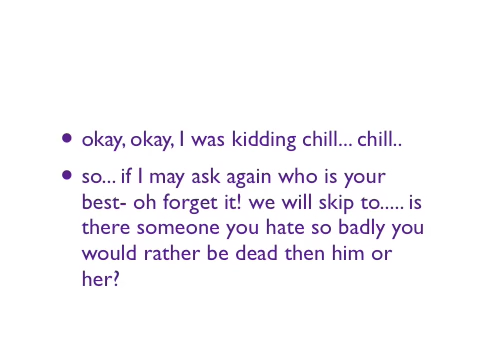 • okay, okay, I was kidding chill... chill..
• so... if I may ask again who is your
best- oh forget it! we will skip to..... is
there someone you hate so badly you
would rather be dead then him or
her?